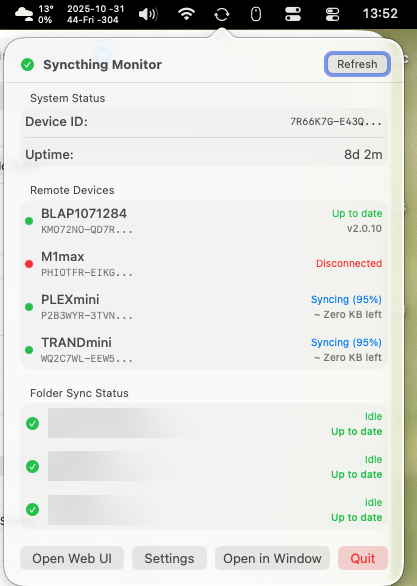 13° 2025-10-31 13:52
0% 44-Fri -304
Syncthing Monitor Refresh
System Status
Device ID: 7R66K7G-E43Q...
Uptime: 8d 2m
Remote Devices
BLAP1071284 Up to date
KMO72NO-QD7R... v2.0.10
M1max
PHIOTFR-EIKG... Disconnected
PLEXmini Syncing (95%)
P2B3WYR-3TVN... ~ Zero KB left
TRANDmini Syncing (95%)
WQ2C7WL-EEW5... ~ Zero KB left
Folder Sync Status
Idle
Up to date
Idle
Up to date
Idle
Up to date
Open Web UI Settings Open in Window Quit